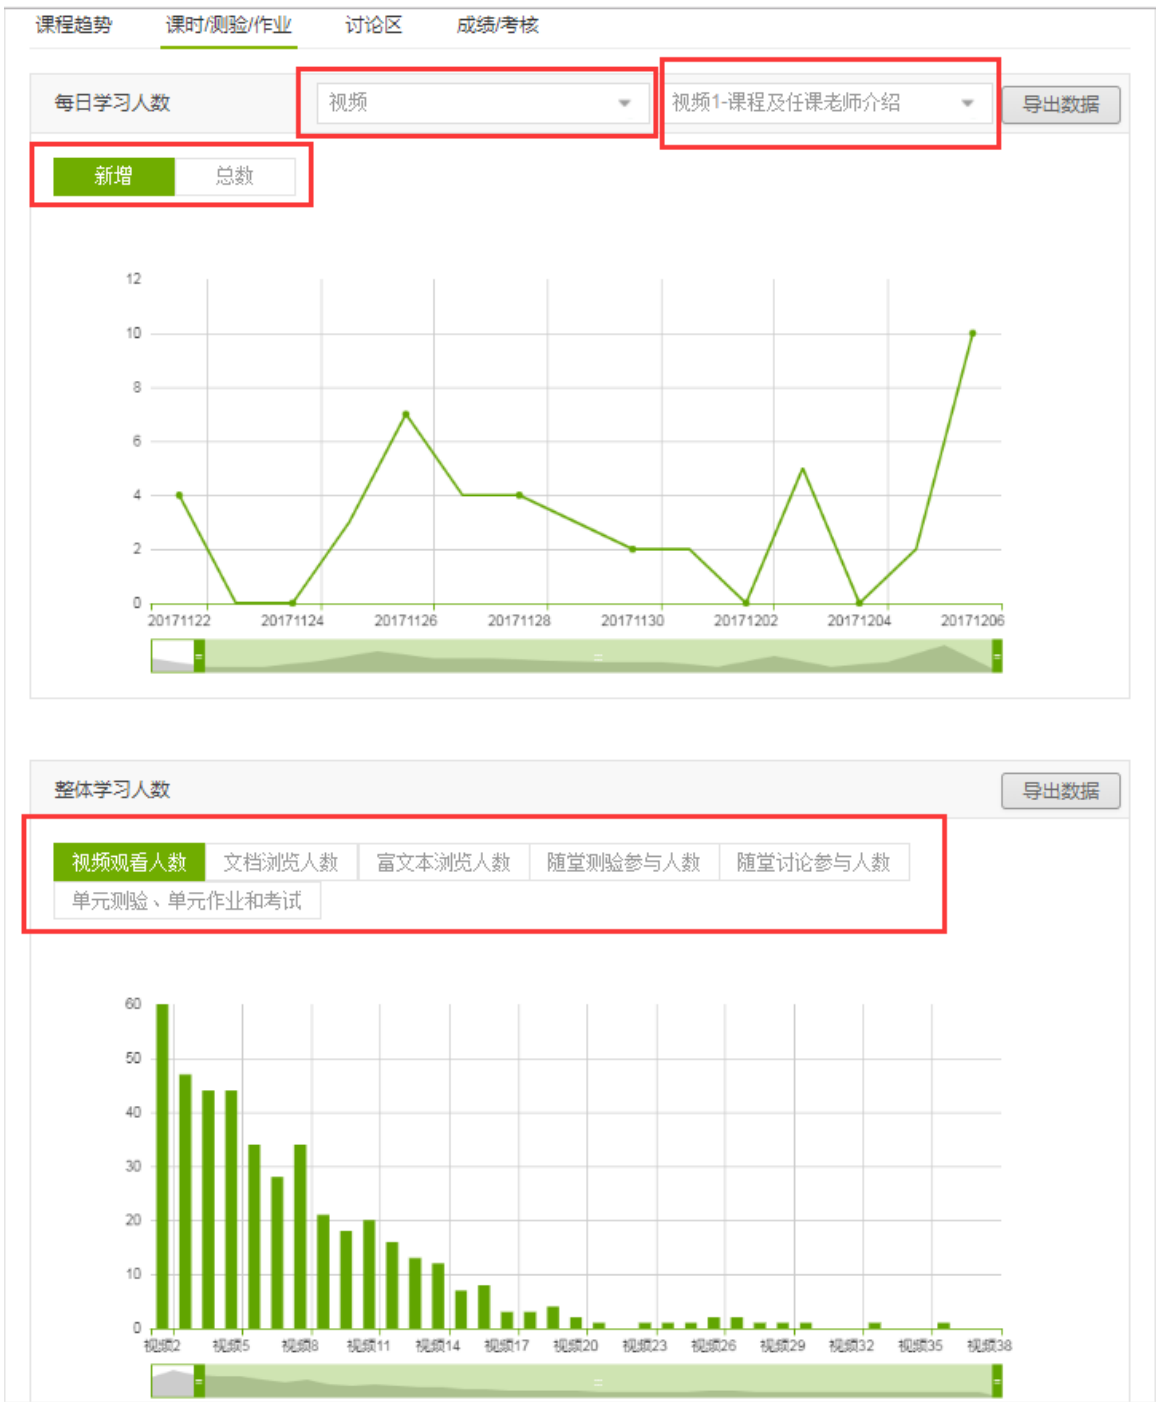 课程趋势 课时/测验/作业 讨论区 成绩/考核
每日学习人数 视频 视频1-课程及任课老师介绍 导出数据
新增 总数
12
10
8
6
4
2
0
20171122 20171124 20171126 20171128 20171130 20171202 20171204 20171206
整体学习人数 导出数据
视频观看人数 文档浏览人数 富文本浏览人数 随堂测验参与人数 随堂讨论参与人数
单元测验、单元作业和考试
60
50
40
30
20
10
0
视频2 视频5 视频8 视频11 视频14 视频17 视频20 视频23 视频26 视频29 视频32 视频35 视频38